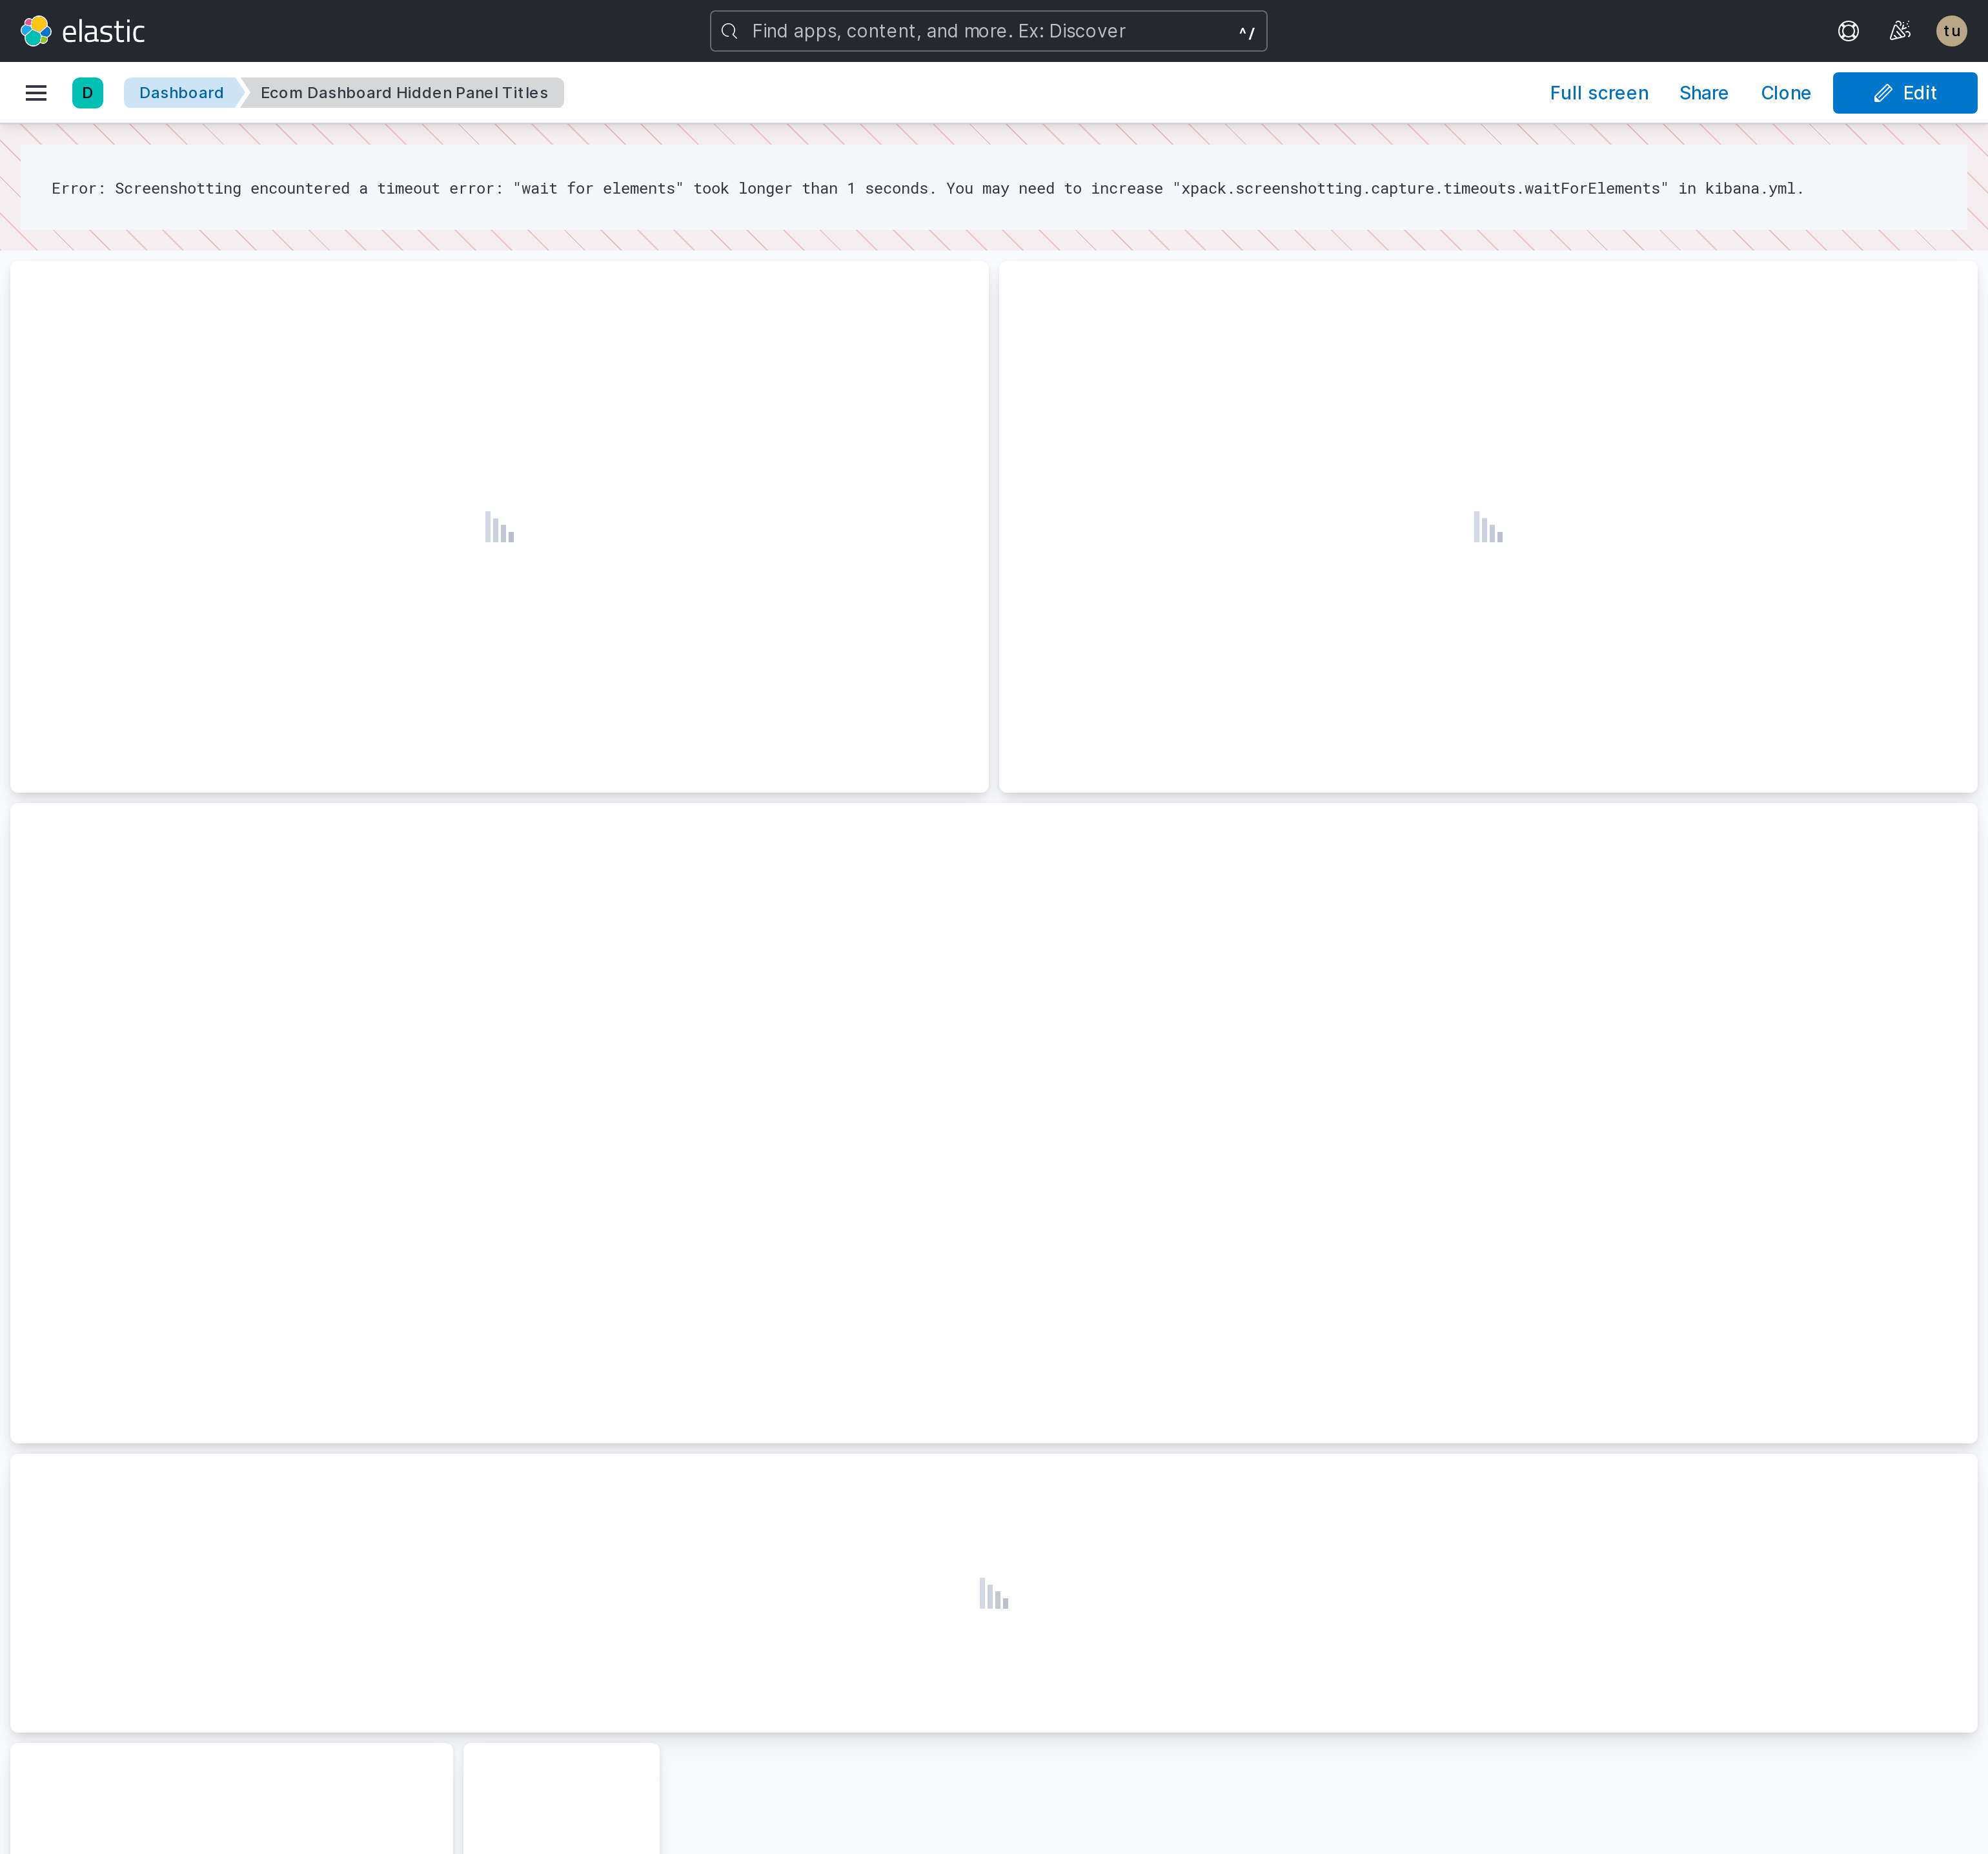 elastic
Find apps, content, and more. Ex: Discover ^/
tu
D Dashboard Ecom Dashboard Hidden Panel Titles Full screen Share Clone Edit
Error: Screenshotting encountered a timeout error: "wait for elements" took longer than 1 seconds. You may need to increase "xpack.screenshotting.capture.timeouts.waitForElements" in kibana.yml.